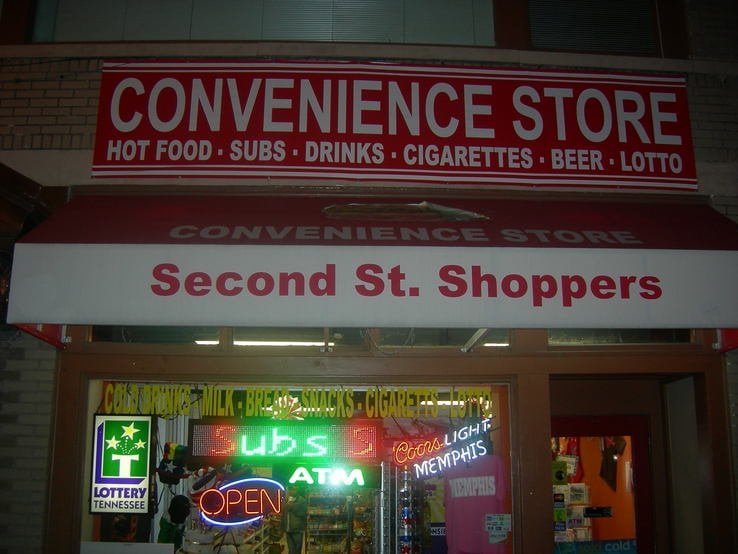 CONVENIENCE STORE
HOT FOOD · SUBS · DRINKS · CIGARETTES · BEER · LOTTO
CONVENIENCE STORE
Second St. Shoppers
COLD DRINKS - MILK - BREAD - SNACKS - CIGARETTS - LOTTO
Subs
ATM
OPEN
Coors LIGHT
MEMPHIS
MEMPHIS
LOTTERY
TENNESSEE
cold